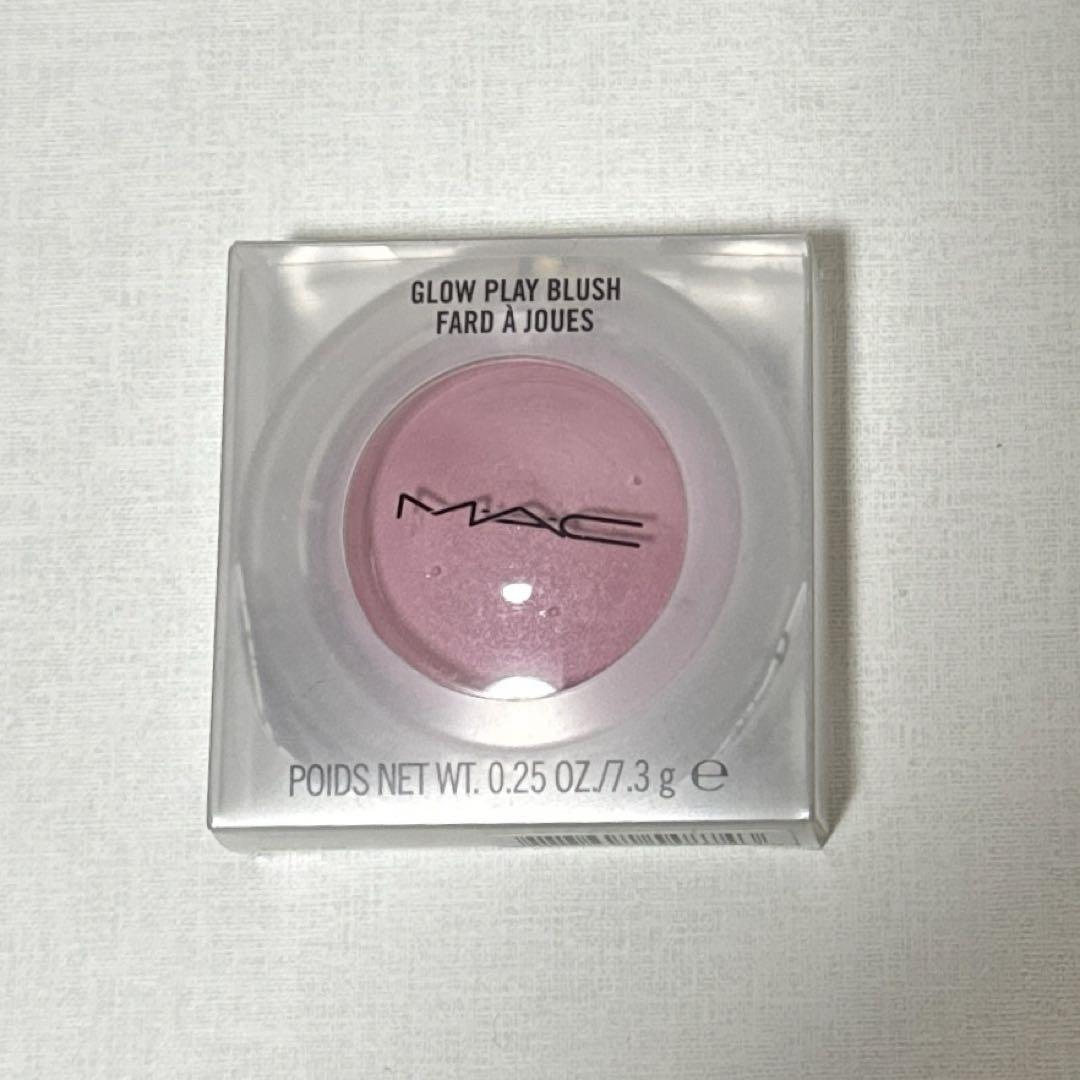 GLOW PLAY BLUSH
FARD À JOUES
MAC
POIDS NET WT. 0.25 OZ./7.3 g ℮